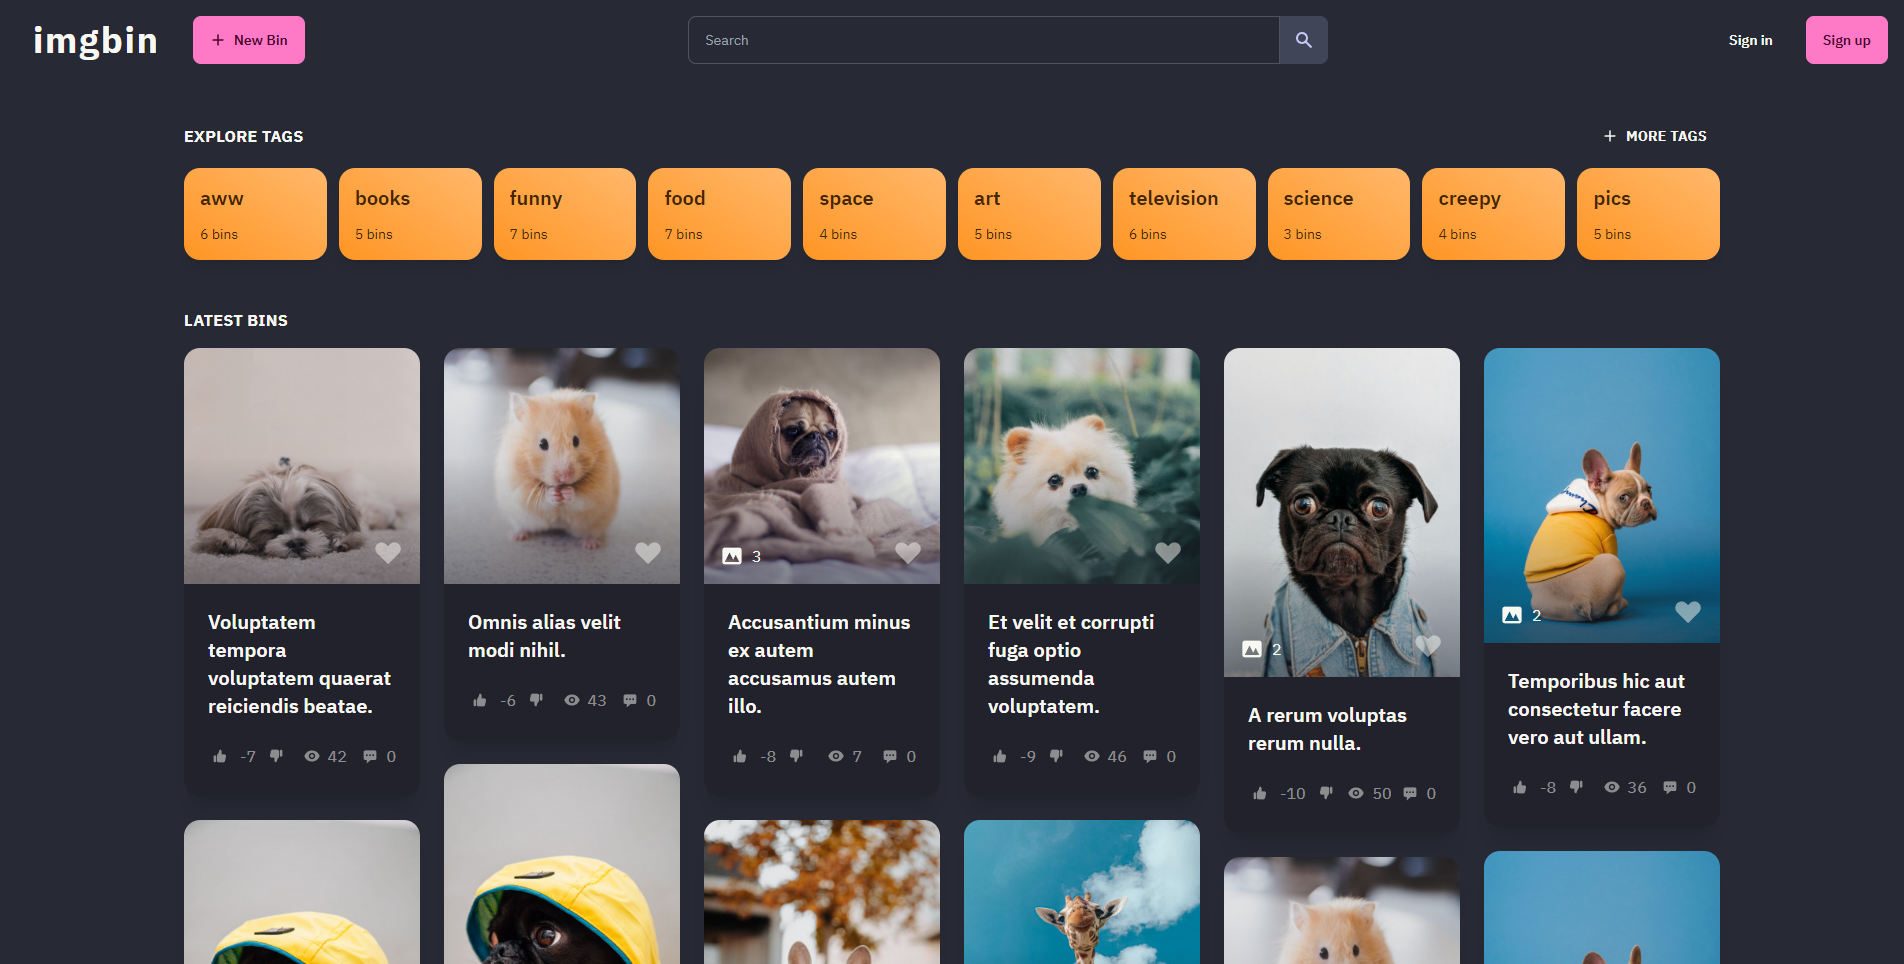 imgbin
New Bin
Search
Sign in
Sign up
EXPLORE TAGS
MORE TAGS
aww
6 bins
books
5 bins
funny
7 bins
food
7 bins
space
4 bins
art
5 bins
television
6 bins
science
3 bins
creepy
4 bins
pics
5 bins
LATEST BINS
Voluptatem
tempora
voluptatem quaerat
reiciendis beatae.
-7 42 0
Omnis alias velit
modi nihil.
-6 43 0
3
Accusantium minus
ex autem
accusamus autem
illo.
-8 7 0
Et velit et corrupti
fuga optio
assumenda
voluptatem.
-9 46 0
2
A rerum voluptas
rerum nulla.
-10 50 0
2
Temporibus hic aut
consectetur facere
vero aut ullam.
-8 36 0